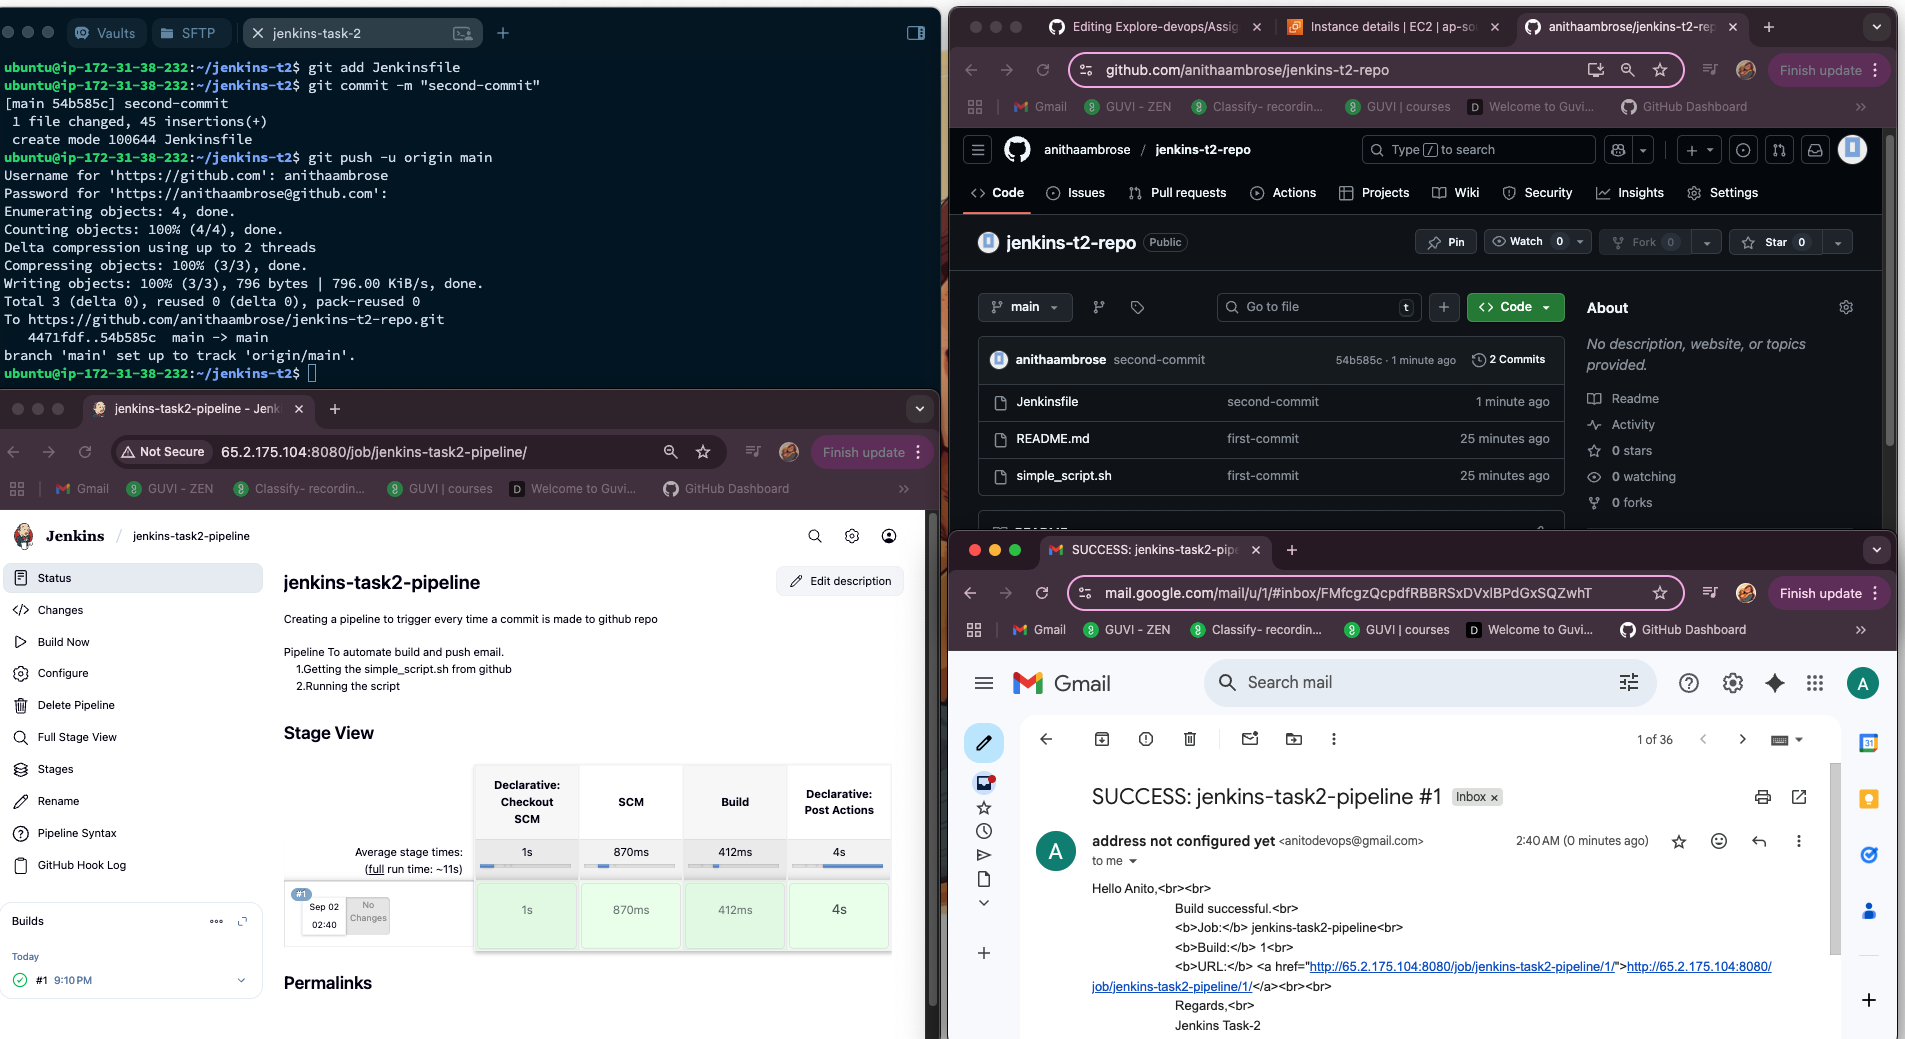 Vaults
SFTP
jenkins-task-2
ubuntu@ip-172-31-38-232:~/jenkins-t2$ git add Jenkinsfile
ubuntu@ip-172-31-38-232:~/jenkins-t2$ git commit -m "second-commit"
[main 54b585c] second-commit
1 file changed, 45 insertions(+)
create mode 100644 Jenkinsfile
ubuntu@ip-172-31-38-232:~/jenkins-t2$ git push -u origin main
Username for 'https://github.com': anithaambrose
Password for 'https://anithaambrose@github.com':
Enumerating objects: 4, done.
Counting objects: 100% (4/4), done.
Delta compression using up to 2 threads
Compressing objects: 100% (3/3), done.
Writing objects: 100% (3/3), 796 bytes | 796.00 KiB/s, done.
Total 3 (delta 0), reused 0 (delta 0), pack-reused 0
To https://github.com/anithaambrose/jenkins-t2-repo.git
4471fdf..54b585c  main -> main
branch 'main' set up to track 'origin/main'.
ubuntu@ip-172-31-38-232:~/jenkins-t2$
jenkins-task2-pipeline - Jenk
Not Secure 65.2.175.104:8080/job/jenkins-task2-pipeline/ Finish update
Gmail GUVI - ZEN Classify- recordin... GUVI | courses Welcome to Guvi... GitHub Dashboard
Jenkins / jenkins-task2-pipeline
Status
Changes
Build Now
Configure
Delete Pipeline
Full Stage View
Stages
Rename
Pipeline Syntax
GitHub Hook Log
Builds
Today
#1 9:10 PM
jenkins-task2-pipeline
Edit description
Creating a pipeline to trigger every time a commit is made to github repo
Pipeline To automate build and push email.
1.Getting the simple_script.sh from github
2.Running the script
Stage View
Declarative: Checkout SCM
SCM
Build
Declarative: Post Actions
Average stage times:
(full run time: ~11s)
1s 870ms 412ms 4s
#1
Sep 02
02:40
No Changes
1s 870ms 412ms 4s
Permalinks
Editing Explore-devops/Assig
Instance details | EC2 | ap-so
anithaambrose/jenkins-t2-rep
github.com/anithaambrose/jenkins-t2-repo Finish update
Gmail GUVI - ZEN Classify- recordin... GUVI | courses D Welcome to Guvi... GitHub Dashboard
anithaambrose / jenkins-t2-repo
Type / to search
Code Issues Pull requests Actions Projects Wiki Security Insights Settings
jenkins-t2-repo Public
Pin Watch 0 Fork 0 Star 0
main
Go to file t
Code
anithaambrose second-commit 54b585c · 1 minute ago 2 Commits
Jenkinsfile second-commit 1 minute ago
README.md first-commit 25 minutes ago
simple_script.sh first-commit 25 minutes ago
About
No description, website, or topics provided.
Readme
Activity
0 stars
0 watching
0 forks
SUCCESS: jenkins-task2-pipe
mail.google.com/mail/u/1/#inbox/FMfcgzQcpdfRBBRSxDVxlBPdGxSQZwhT Finish update
Gmail GUVI - ZEN Classify- recordin... GUVI | courses D Welcome to Guvi... GitHub Dashboard
Gmail
Search mail
A
1 of 36
31
SUCCESS: jenkins-task2-pipeline #1 Inbox x
A
address not configured yet <anitodevops@gmail.com>
2:40 AM (0 minutes ago)
to me
Hello Anito,<br><br>
Build successful.<br>
<b>Job:</b> jenkins-task2-pipeline<br>
<b>Build:</b> 1<br>
<b>URL:</b> <a href="http://65.2.175.104:8080/job/jenkins-task2-pipeline/1/">http://65.2.175.104:8080/
job/jenkins-task2-pipeline/1/</a><br><br>
Regards,<br>
Jenkins Task-2